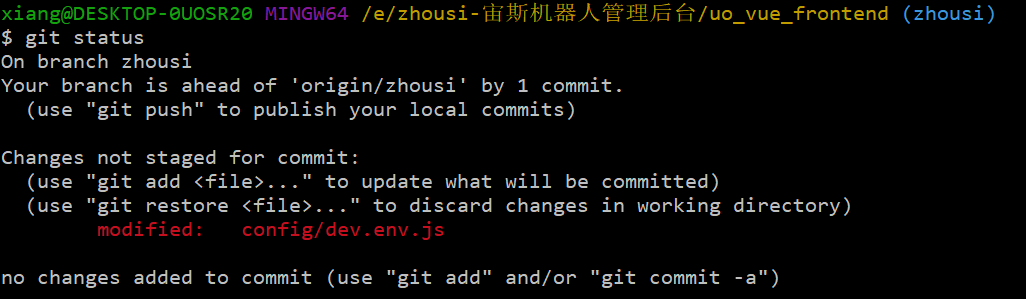 xiang@DESKTOP-0UOSR20 MINGW64 /e/zhousi-宙斯机器人管理后台/uo_vue_frontend (zhousi)
$ git status
On branch zhousi
Your branch is ahead of 'origin/zhousi' by 1 commit.
  (use "git push" to publish your local commits)

Changes not staged for commit:
  (use "git add <file>..." to update what will be committed)
  (use "git restore <file>..." to discard changes in working directory)
        modified:   config/dev.env.js

no changes added to commit (use "git add" and/or "git commit -a")